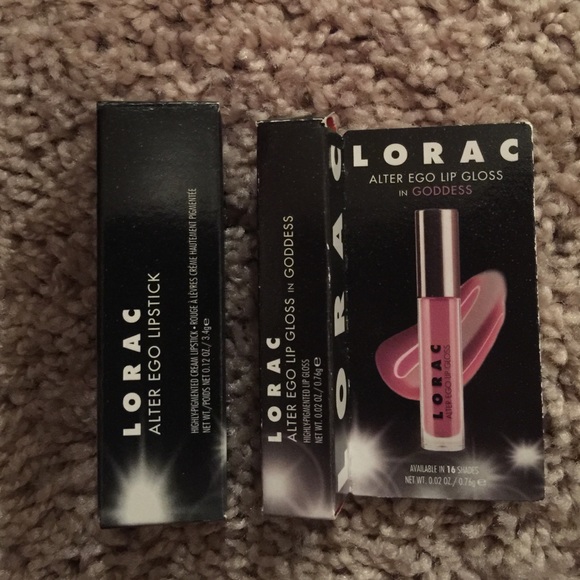 LORAC
ALTER EGO LIPSTICK
HIGHLY-PIGMENTED CREAM LIPSTICK • ROUGE À LÈVRES CRÈME HAUTEMENT PIGMENTÉE
NET WT./POIDS NET 0.12 OZ./ 3.4g e
LORAC
ALTER EGO LIP GLOSS IN GODDESS
HIGHLY-PIGMENTED LIP GLOSS
NET WT. 0.02 OZ./0.76g e
LORAC
LORAC
ALTER EGO LIP GLOSS
IN GODDESS
LORAC
ALTER EGO LIP GLOSS
AVAILABLE IN 16 SHADES
NET WT. 0.02 OZ./0.76g e